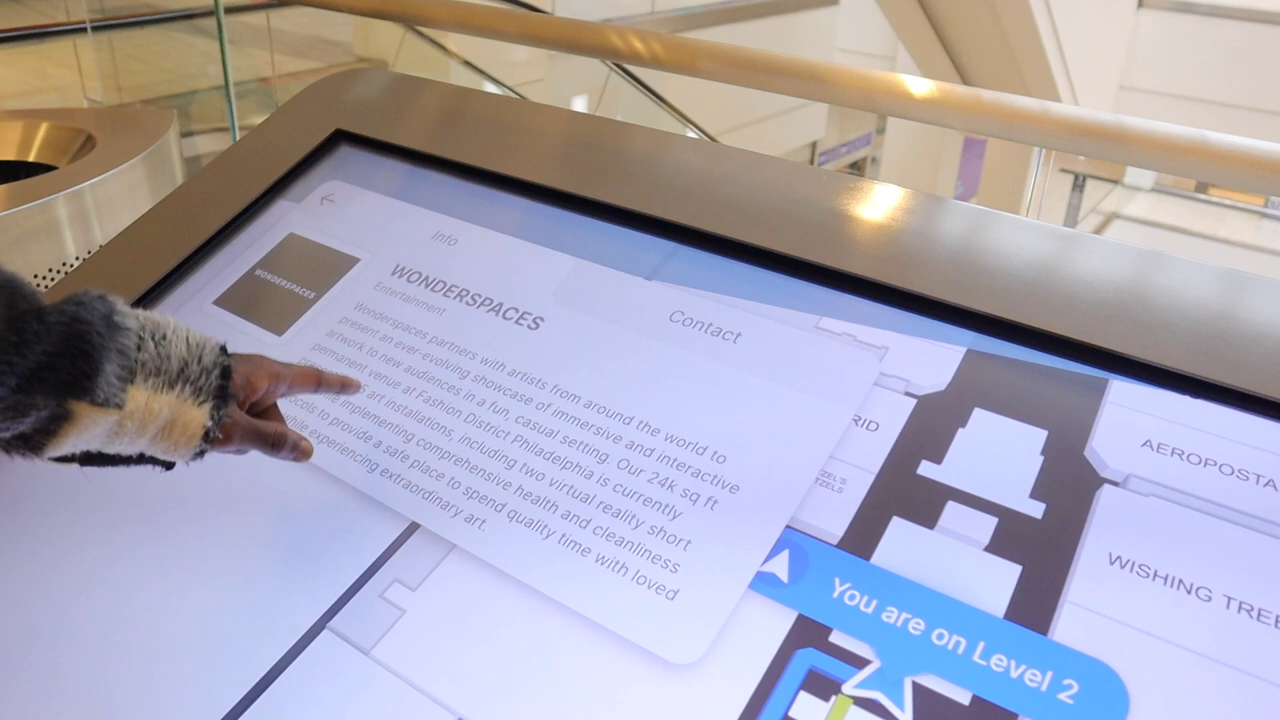 Info
Contact
WONDERSPACES
WONDERSPACES
Entertainment
Wonderspaces partners with artists from around the world to
present an ever-evolving showcase of immersive and interactive
artwork to new audiences in a fun, casual setting. Our 24k sq ft
permanent venue at Fashion District Philadelphia is currently
art installations, including two virtual reality short
implementing comprehensive health and cleanliness
to provide a safe place to spend quality time with loved
while experiencing extraordinary art.
AEROPOSTA
WISHING TREE
You are on Level 2